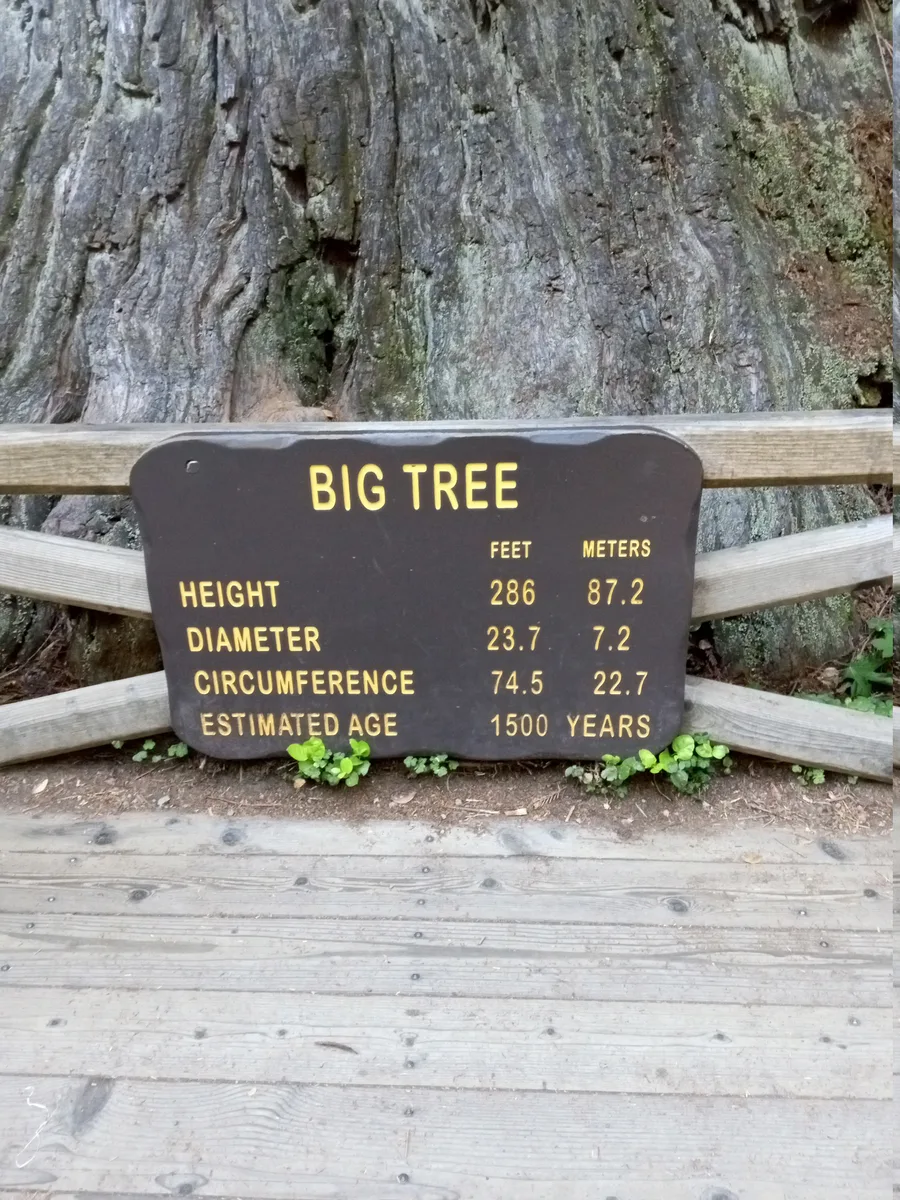 BIG TREE
FEET METERS
HEIGHT 286 87.2
DIAMETER 23.7 7.2
CIRCUMFERENCE 74.5 22.7
ESTIMATED AGE 1500 YEARS